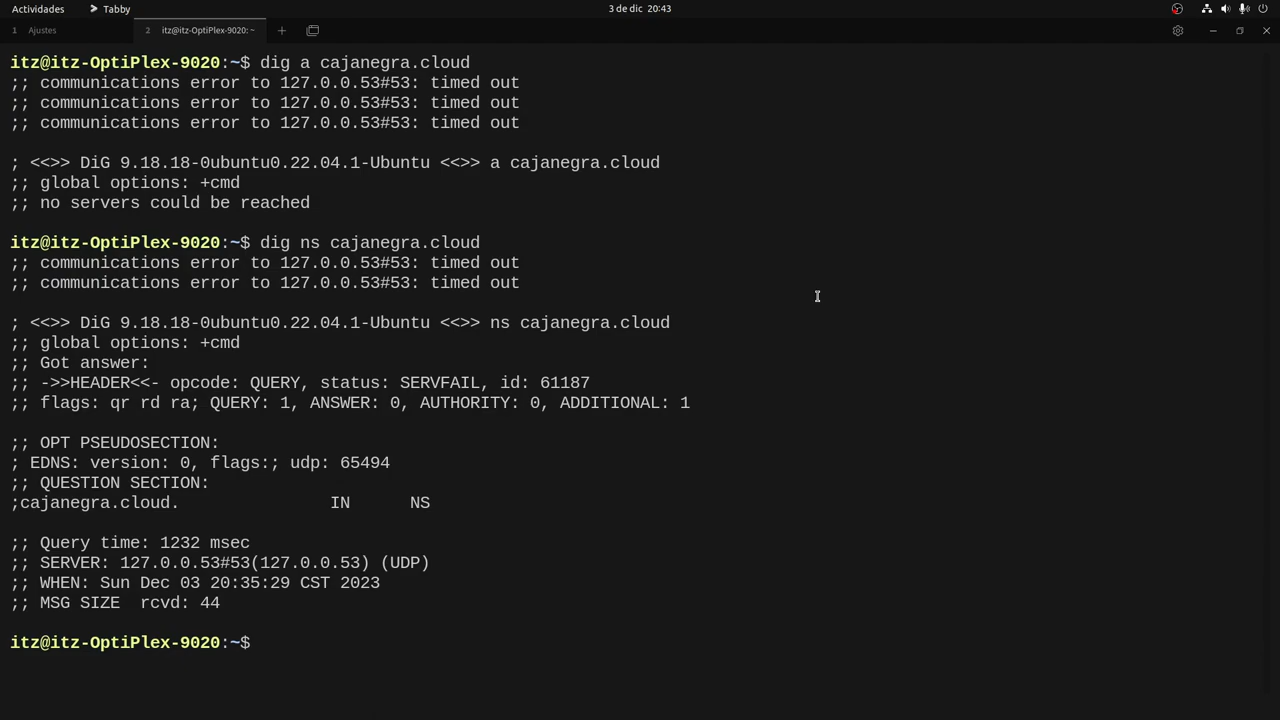 Actividades Tabby 3 de dic 20:43
1 Ajustes 2 itz@itz-OptiPlex-9020: ~
itz@itz-OptiPlex-9020:~$ dig a cajanegra.cloud
;; communications error to 127.0.0.53#53: timed out
;; communications error to 127.0.0.53#53: timed out
;; communications error to 127.0.0.53#53: timed out
; <<>> DiG 9.18.18-0ubuntu0.22.04.1-Ubuntu <<>> a cajanegra.cloud
;; global options: +cmd
;; no servers could be reached
itz@itz-OptiPlex-9020:~$ dig ns cajanegra.cloud
;; communications error to 127.0.0.53#53: timed out
;; communications error to 127.0.0.53#53: timed out
; <<>> DiG 9.18.18-0ubuntu0.22.04.1-Ubuntu <<>> ns cajanegra.cloud
;; global options: +cmd
;; Got answer:
;; ->>HEADER<<- opcode: QUERY, status: SERVFAIL, id: 61187
;; flags: qr rd ra; QUERY: 1, ANSWER: 0, AUTHORITY: 0, ADDITIONAL: 1
;; OPT PSEUDOSECTION:
; EDNS: version: 0, flags:; udp: 65494
;; QUESTION SECTION:
;cajanegra.cloud. IN NS
;; Query time: 1232 msec
;; SERVER: 127.0.0.53#53(127.0.0.53) (UDP)
;; WHEN: Sun Dec 03 20:35:29 CST 2023
;; MSG SIZE rcvd: 44
itz@itz-OptiPlex-9020:~$